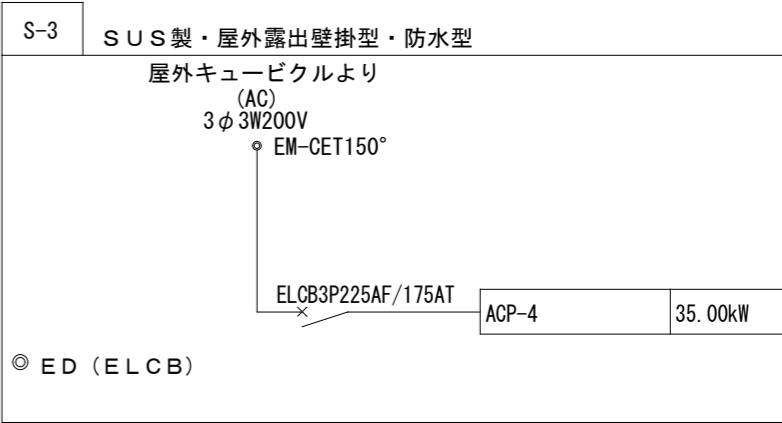 S-3
ＳＵＳ製・屋外露出壁掛型・防水型
屋外キュービクルより
(AC)
3φ3W200V
EM-CET150°
ELCB3P225AF/175AT
ACP-4 35.00kW
◎ ＥＤ（ＥＬＣＢ）